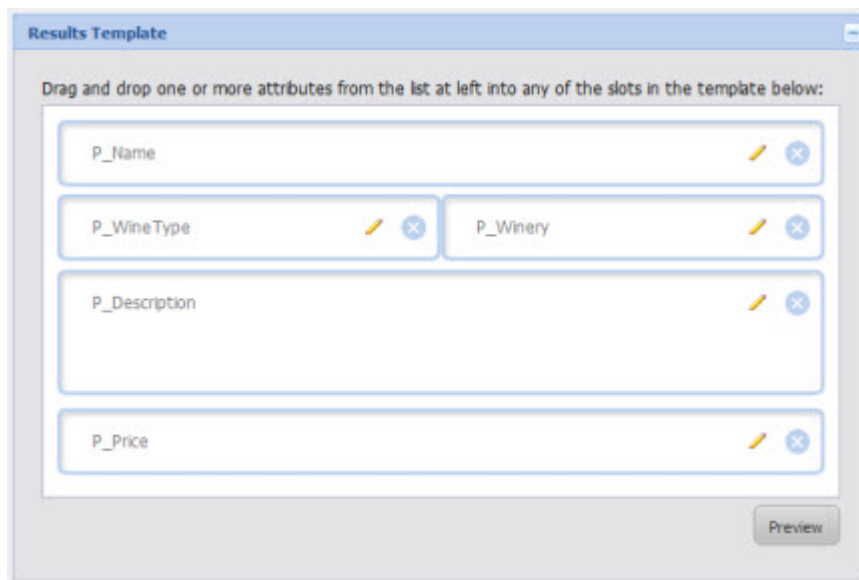 Results Template
Drag and drop one or more attributes from the list at left into any of the slots in the template below:
P_Name
P_WineType P_Winery
P_Description
P_Price
Preview